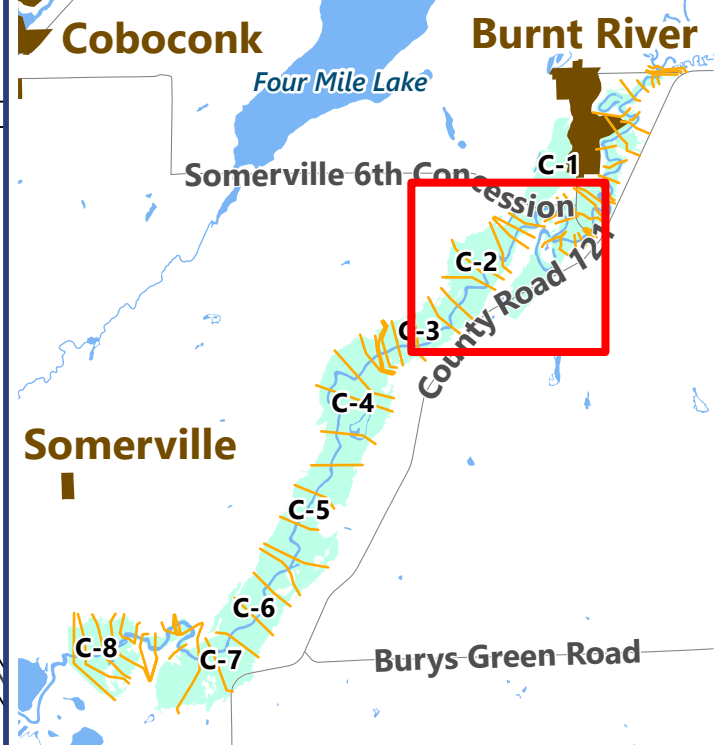 Coboconk
Burnt River
Four Mile Lake
C-1
Somerville 6th Concession
C-2
County Road 121
C-3
C-4
Somerville
C-5
C-6
C-8
C-7
Burys Green Road